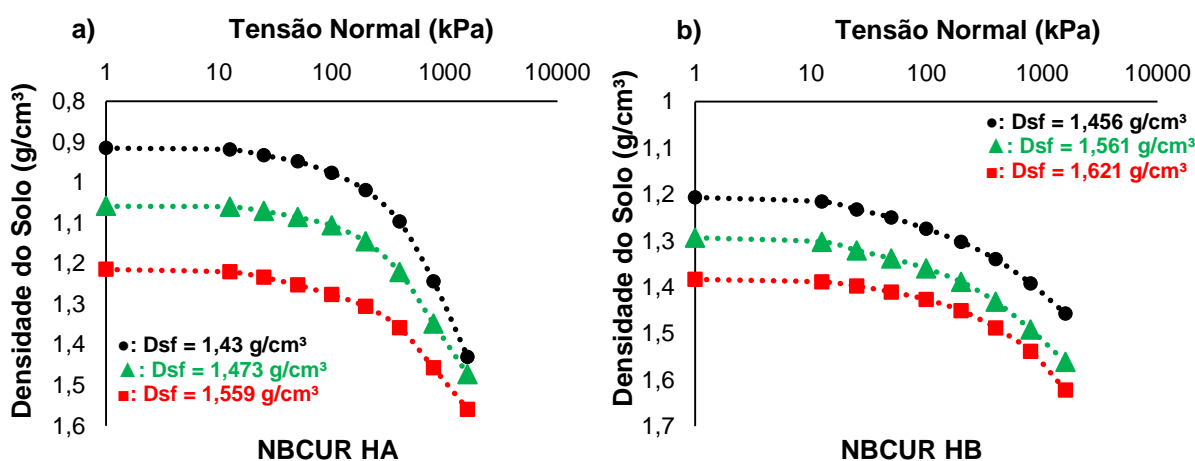 a) Tensão Normal (kPa)
1 10 100 1000 10000
Densidade do Solo (g/cm³)
0,8
0,9
1
1,1
1,2
1,3
1,4
1,5
1,6
●: Dsf = 1,43 g/cm³
▲: Dsf = 1,473 g/cm³
■: Dsf = 1,559 g/cm³
NBCUR HA
b) Tensão Normal (kPa)
1 10 100 1000 10000
Densidade do Solo (g/cm³)
1
1,1
1,2
1,3
1,4
1,5
1,6
1,7
●: Dsf = 1,456 g/cm³
▲: Dsf = 1,561 g/cm³
■: Dsf = 1,621 g/cm³
NBCUR HB